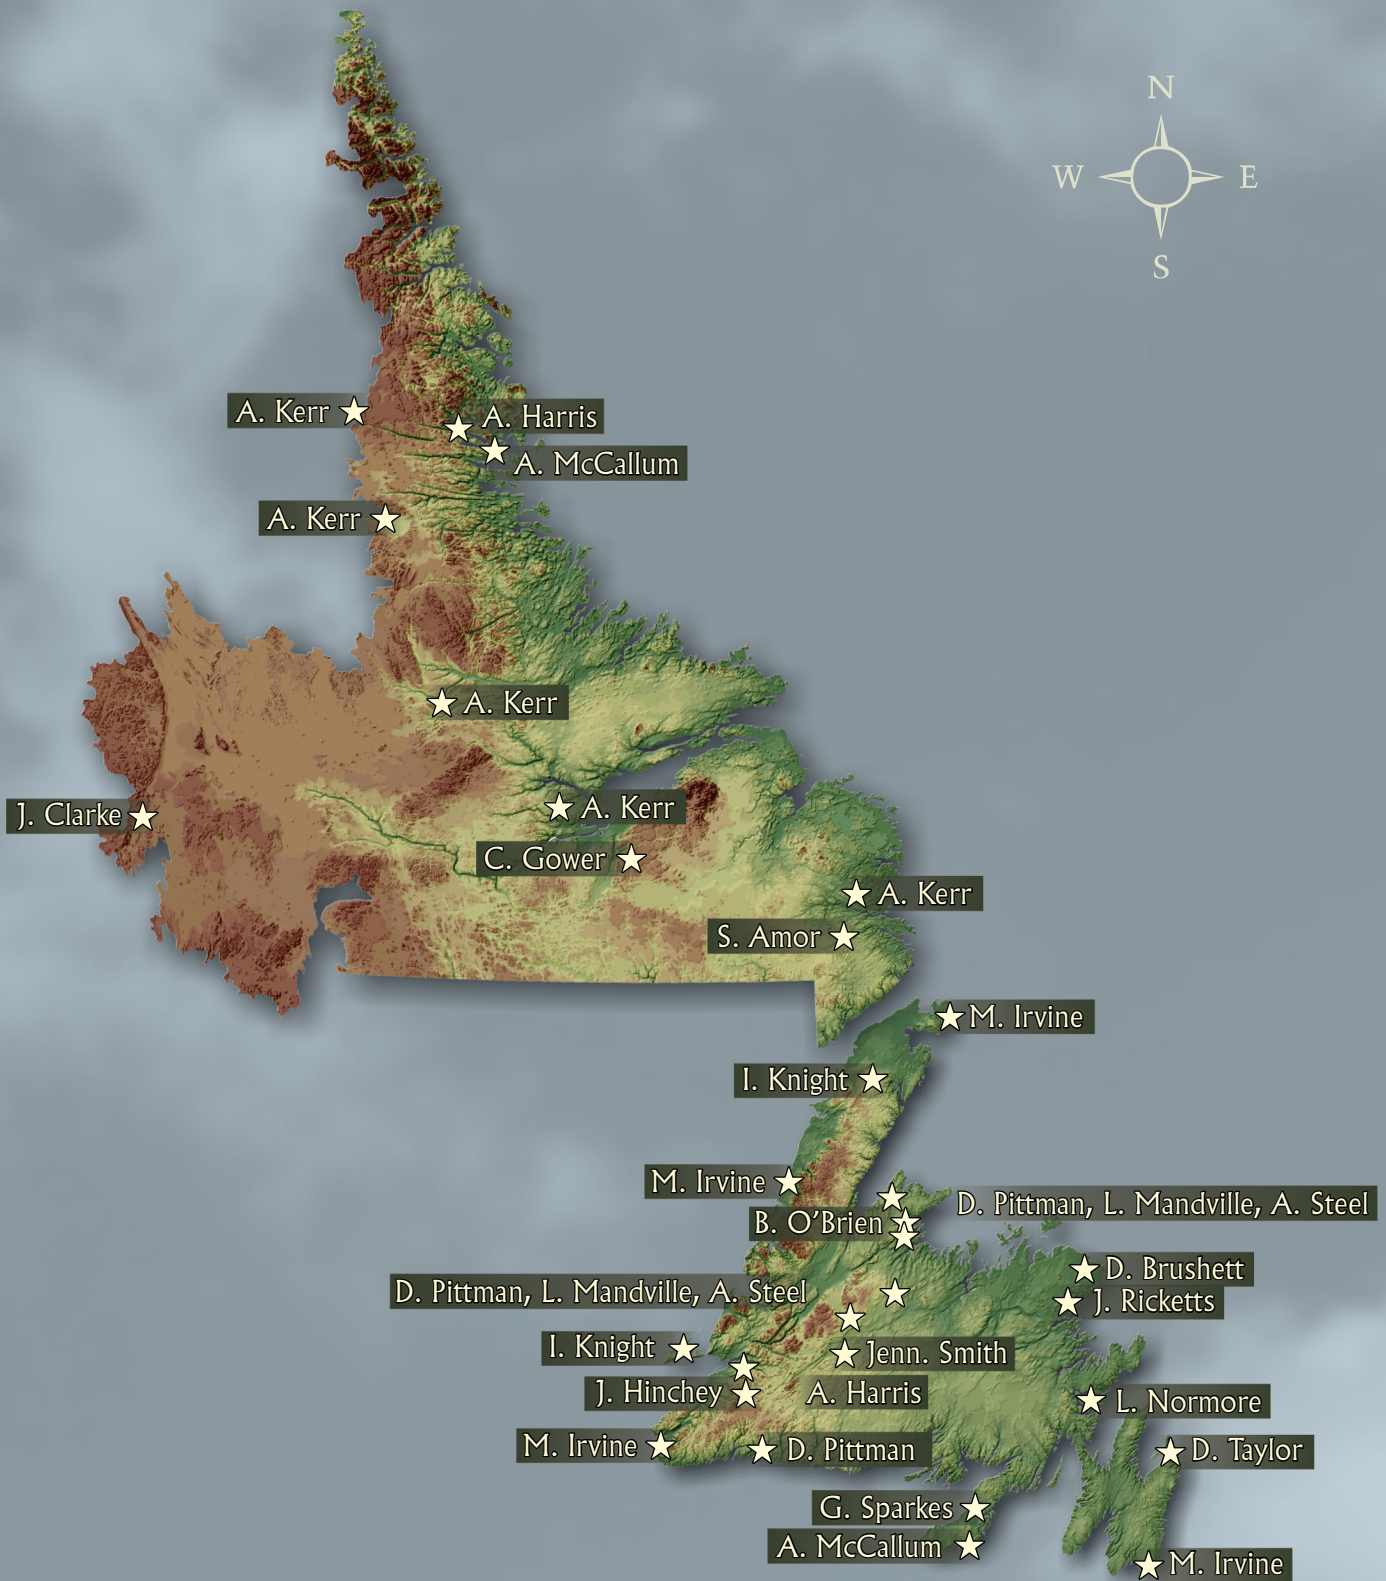 N
W E
S
A. Kerr
A. Harris
A. McCallum
A. Kerr
A. Kerr
A. Kerr
J. Clarke
C. Gower
A. Kerr
S. Amor
M. Irvine
I. Knight
M. Irvine
D. Pittman, L. Mandville, A. Steel
B. O'Brien
D. Brushett
D. Pittman, L. Mandville, A. Steel
J. Ricketts
I. Knight
Jenn. Smith
J. Hinchey
A. Harris
L. Normore
M. Irvine
D. Pittman
D. Taylor
G. Sparkes
A. McCallum
M. Irvine